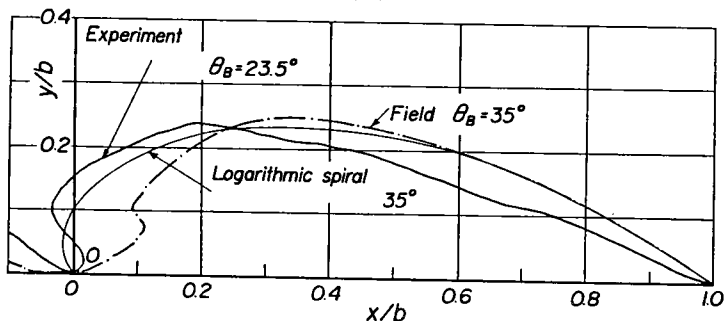 0.4
Experiment
θB=23.5°
y/b
Field θB=35°
0.2
Logarithmic spiral
35°
O
0
0.2
0.4
0.6
0.8
1.0
x/b